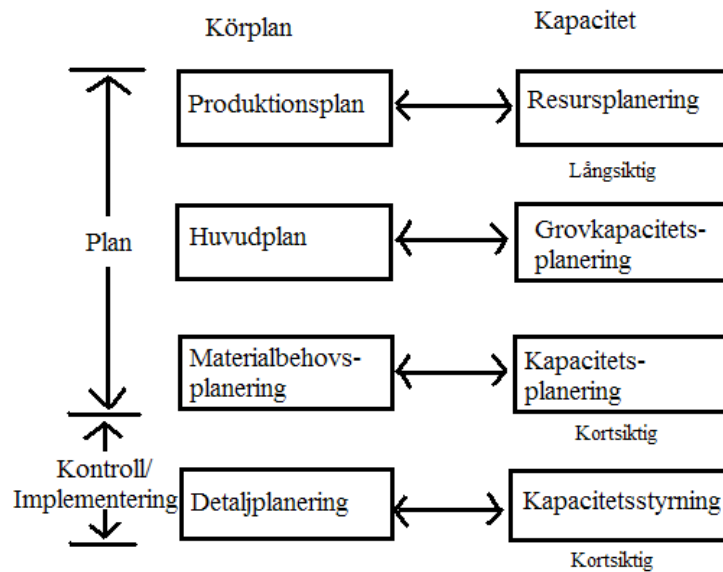 Körplan
Kapacitet
Produktionsplan
Resursplanering
Långsiktig
Plan
Huvudplan
Grovkapacitets-
planering
Materialbehovs-
planering
Kapacitets-
planering
Kortsiktig
Kontroll/
Implementering
Detaljplanering
Kapacitetsstyrning
Kortsiktig